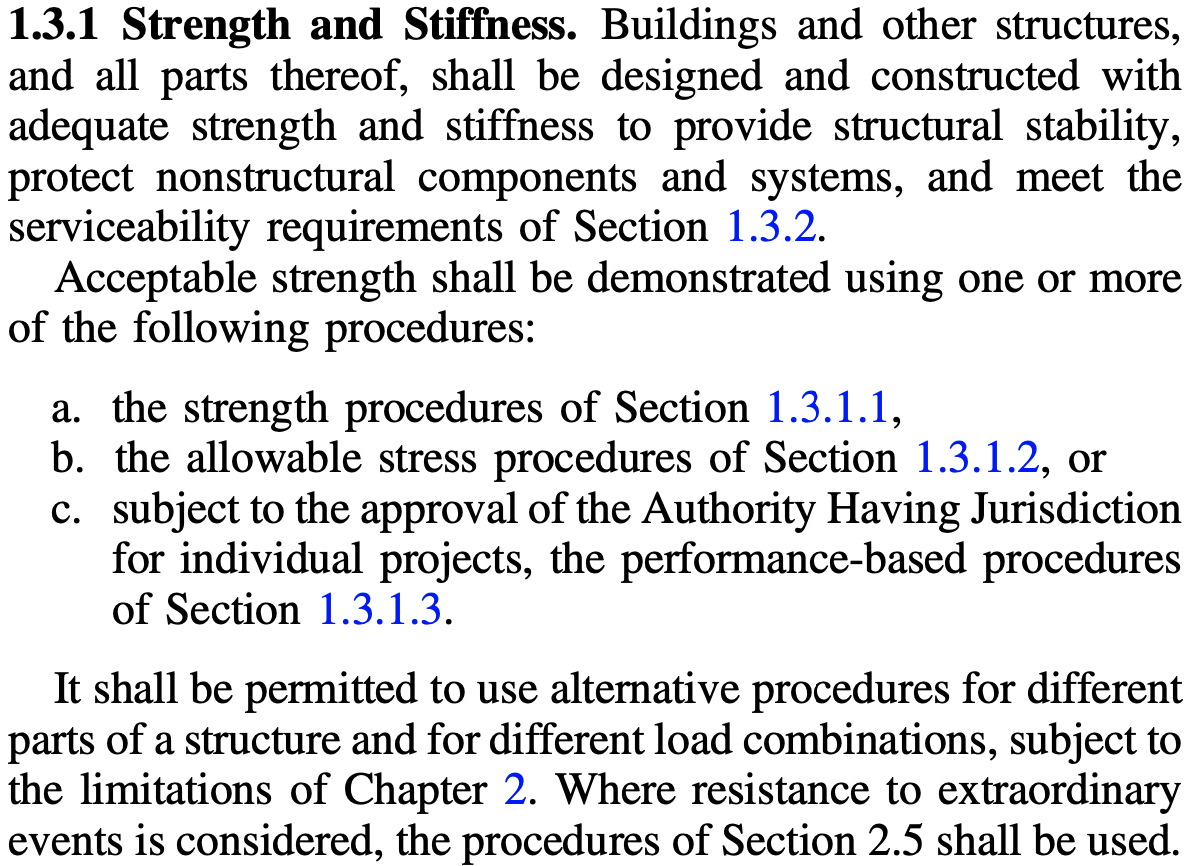 1.3.1 Strength and Stiffness. Buildings and other structures,
and all parts thereof, shall be designed and constructed with
adequate strength and stiffness to provide structural stability,
protect nonstructural components and systems, and meet the
serviceability requirements of Section 1.3.2.
Acceptable strength shall be demonstrated using one or more
of the following procedures:
a. the strength procedures of Section 1.3.1.1,
b. the allowable stress procedures of Section 1.3.1.2, or
c. subject to the approval of the Authority Having Jurisdiction
for individual projects, the performance-based procedures
of Section 1.3.1.3.
It shall be permitted to use alternative procedures for different
parts of a structure and for different load combinations, subject to
the limitations of Chapter 2. Where resistance to extraordinary
events is considered, the procedures of Section 2.5 shall be used.